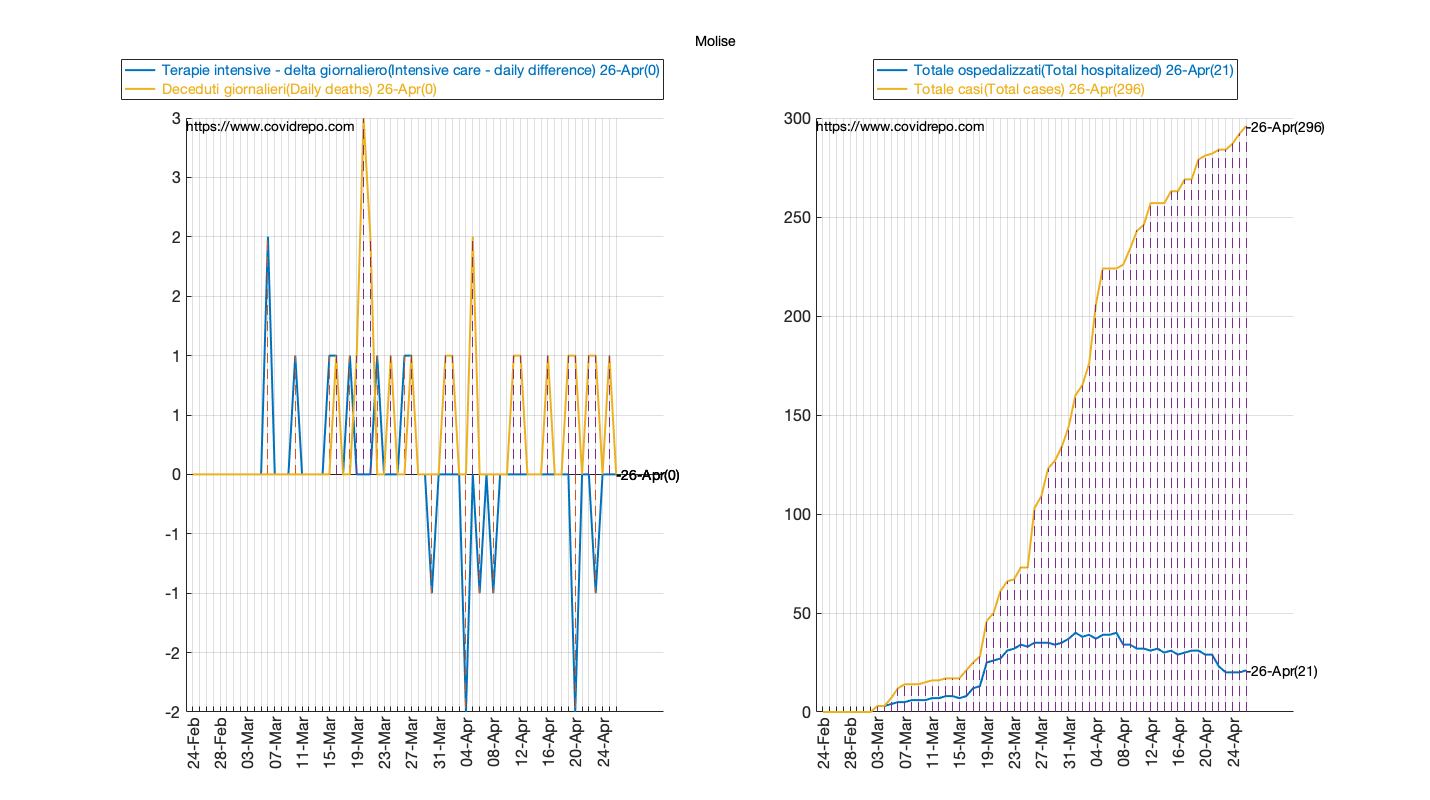 Molise
Terapie intensive - delta giornaliero(Intensive care - daily difference) 26-Apr(0)
Deceduti giornalieri(Daily deaths) 26-Apr(0)
https://www.covidrepo.com
3
3
2
2
1
1
0
-1
-1
-2
-2
-26-Apr(0)
24-Feb
28-Feb
03-Mar
07-Mar
11-Mar
15-Mar
19-Mar
23-Mar
27-Mar
31-Mar
04-Apr
08-Apr
12-Apr
16-Apr
20-Apr
24-Apr
Totale ospedalizzati(Total hospitalized) 26-Apr(21)
Totale casi(Total cases) 26-Apr(296)
https://www.covidrepo.com
300
250
200
150
100
50
0
-26-Apr(296)
-26-Apr(21)
24-Feb
28-Feb
03-Mar
07-Mar
11-Mar
15-Mar
19-Mar
23-Mar
27-Mar
31-Mar
04-Apr
08-Apr
12-Apr
16-Apr
20-Apr
24-Apr